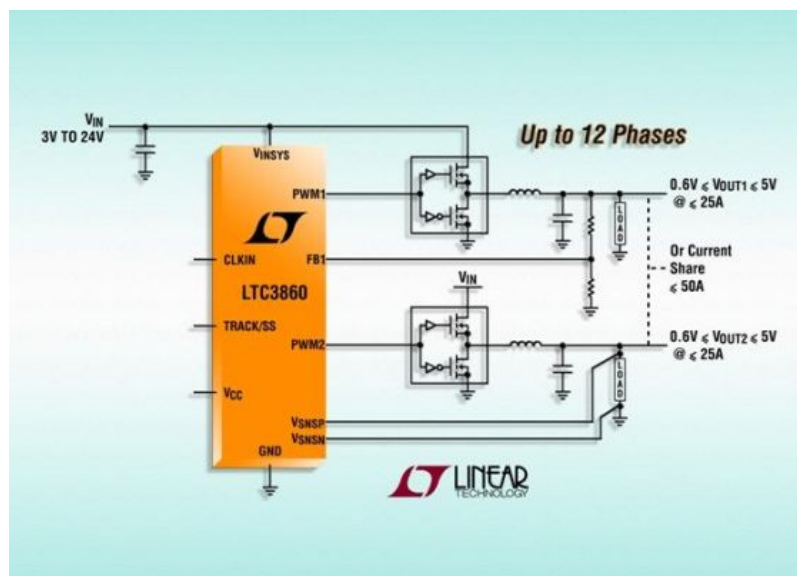 Up to 12 Phases
VIN
3V TO 24V
VINSYS
PWM1
CLKIN
FB1
LTC3860
TRACK/SS
PWM2
VCC
VSNSP
VSNSN
GND
VIN
LOAD
0.6V ⩽ VOUT1 ⩽ 5V
@ ⩽ 25A
Or Current
Share
⩽ 50A
0.6V ⩽ VOUT2 ⩽ 5V
@ ⩽ 25A
LOAD
LINEAR
TECHNOLOGY